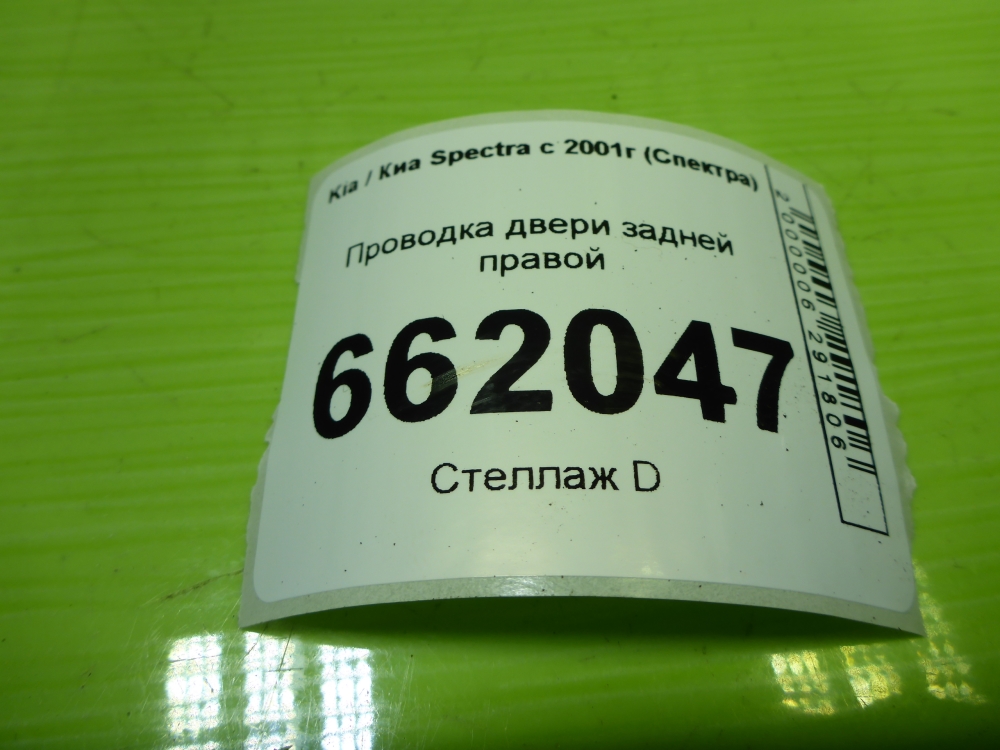 Kia / Киа Spectra с 2001г (Спектра)
Проводка двери задней
правой
662047
Стеллаж D
2000006291806